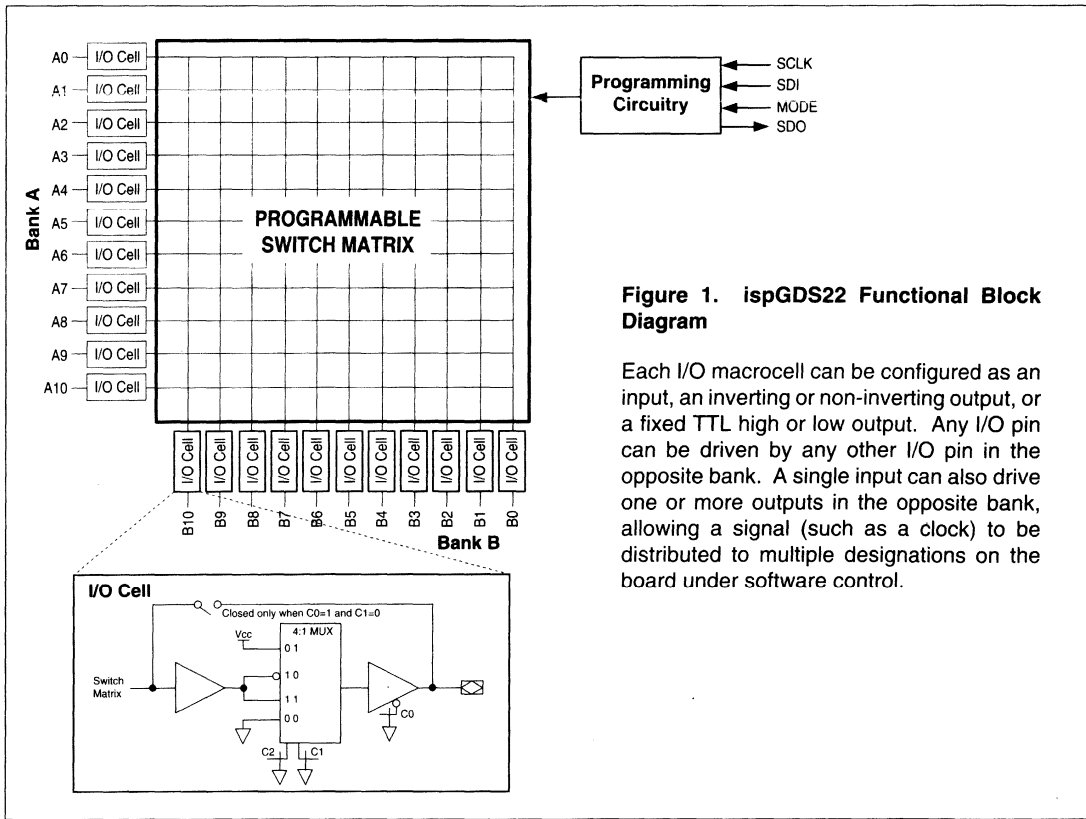 A0 I/O Cell
A1 I/O Cell
A2 I/O Cell
A3 I/O Cell
A4 I/O Cell
A5 I/O Cell
A6 I/O Cell
A7 I/O Cell
A8 I/O Cell
A9 I/O Cell
A10 I/O Cell
Bank A
PROGRAMMABLE
SWITCH MATRIX
Programming
Circuitry
SCLK
SDI
MODE
SDO
I/O Cell I/O Cell I/O Cell I/O Cell I/O Cell I/O Cell I/O Cell I/O Cell I/O Cell I/O Cell I/O Cell
B10 B9 B8 B7 B6 B5 B4 B3 B2 B1 B0
Bank B
I/O Cell
Closed only when C0=1 and C1=0
Vcc
4:1 MUX
0 1
1 0
1 1
0 0
Switch
Matrix
C2
C1
C0
Figure 1. ispGDS22 Functional Block
Diagram
Each I/O macrocell can be configured as an
input, an inverting or non-inverting output, or
a fixed TTL high or low output. Any I/O pin
can be driven by any other I/O pin in the
opposite bank. A single input can also drive
one or more outputs in the opposite bank,
allowing a signal (such as a clock) to be
distributed to multiple designations on the
board under software control.